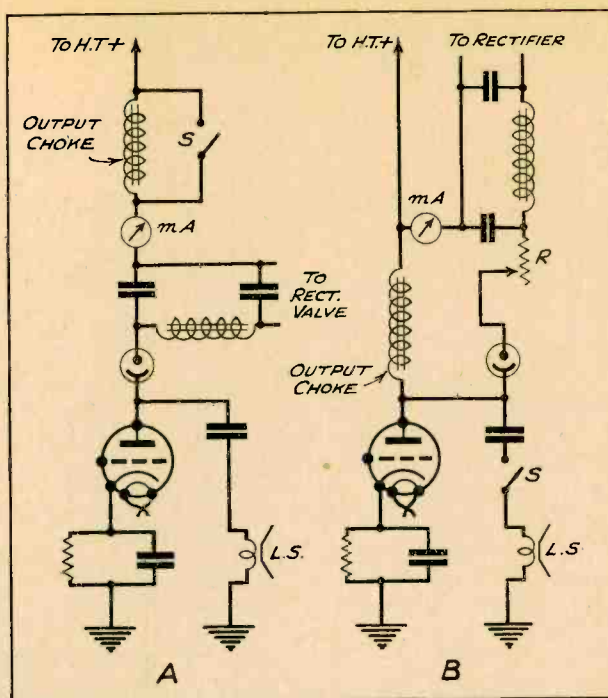 TO H.T+
OUTPUT
CHOKE
S
mA
TO
RECT.
VALVE
L.S.
A
TO H.T.+
TO RECTIFIER
mA
R
OUTPUT
CHOKE
S
L.S.
B